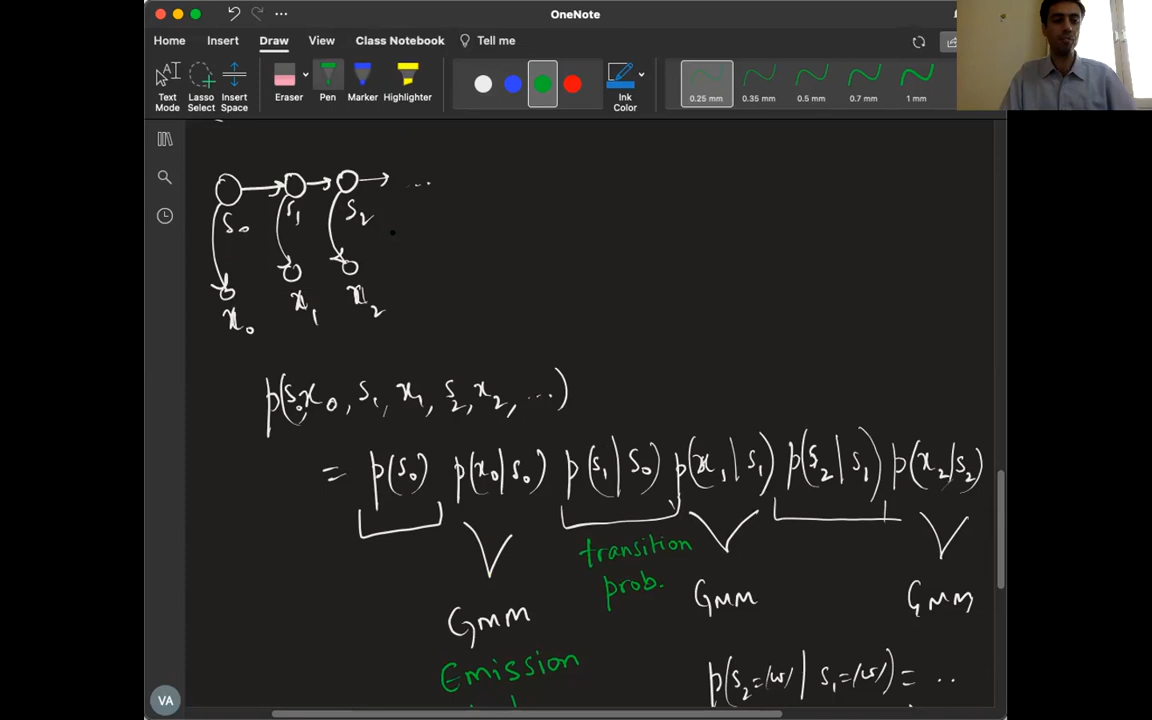 OneNote
Home Insert Draw View Class Notebook Tell me
Text Mode
Lasso Select
Insert Space
Eraser
Pen
Marker
Highlighter
Ink Color
0.25 mm 0.35 mm 0.5 mm 0.7 mm 1 mm
...
S₀ S₁ S₂
x₀ x₁ x₂
p(S₀,x₀, S₁, x₁, S₂, x₂, ...)
= p(S₀) p(x₀|S₀) p(S₁|S₀) p(x₁|S₁) p(S₂|S₁) p(x₂|S₂)
transition
prob.
GMM GMM GMM
Emission
p(S₂=/w/ | S₁=/w/) = ..
VA